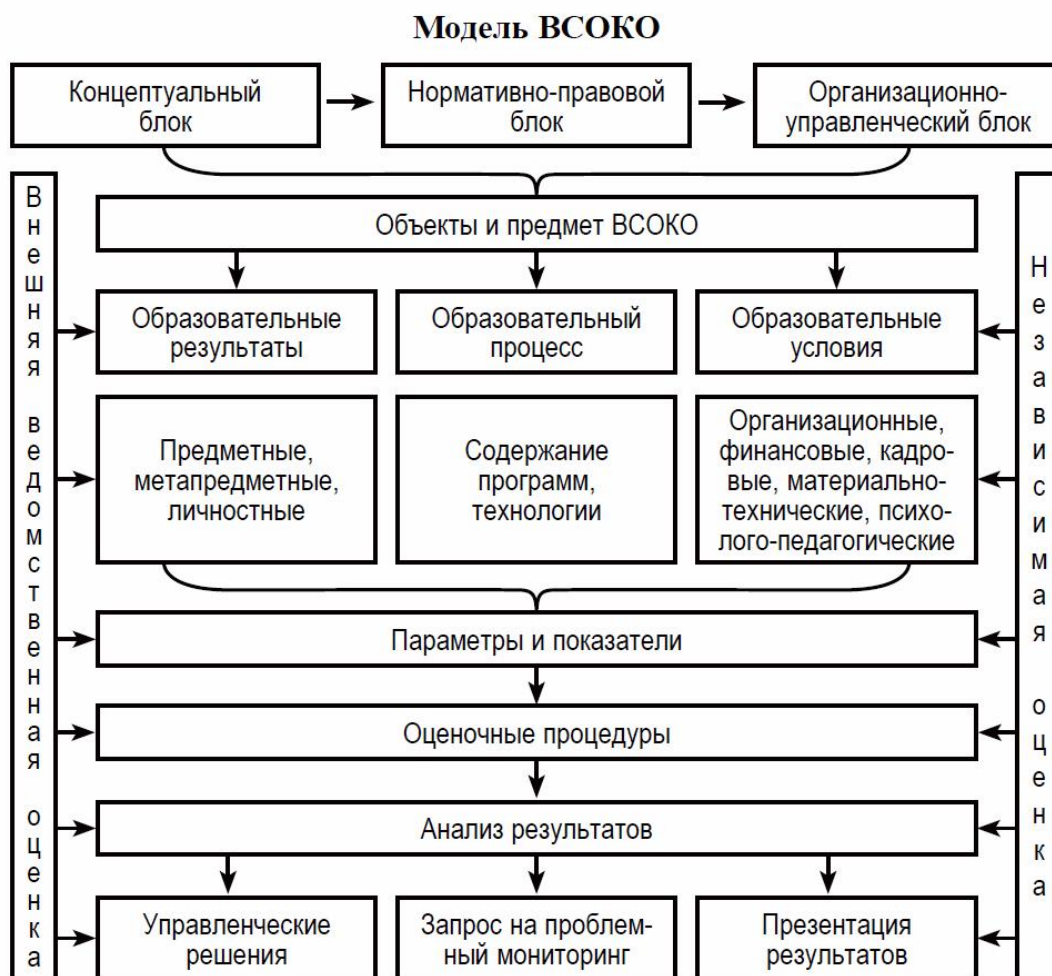 Модель ВСОКО
Концептуальный
блок
Нормативно-правовой
блок
Организационно-
управленческий блок
Внешняя ведомственная оценка
Объекты и предмет ВСОКО
Образовательные
результаты
Образовательный
процесс
Образовательные
условия
Предметные,
метапредметные,
личностные
Содержание
программ,
технологии
Организационные,
финансовые, кадро-
вые, материально-
технические, психо-
лого-педагогические
Параметры и показатели
Оценочные процедуры
Анализ результатов
Управленческие
решения
Запрос на проблем-
ный мониторинг
Презентация
результатов
Независимая оценка